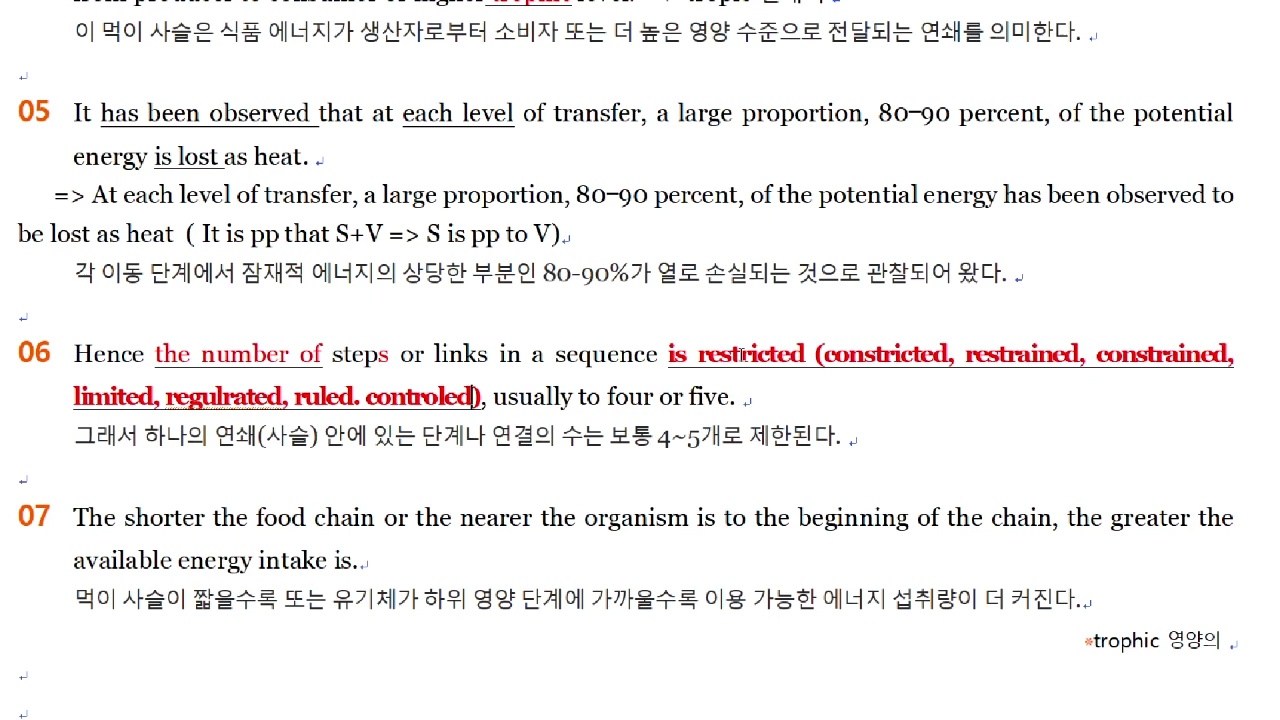 이 먹이 사슬은 식품 에너지가 생산자로부터 소비자 또는 더 높은 영양 수준으로 전달되는 연쇄를 의미한다.
05 It has been observed that at each level of transfer, a large proportion, 80−90 percent, of the potential
energy is lost as heat.
=> At each level of transfer, a large proportion, 80−90 percent, of the potential energy has been observed to
be lost as heat ( It is pp that S+V => S is pp to V)
각 이동 단계에서 잠재적 에너지의 상당한 부분인 80-90%가 열로 손실되는 것으로 관찰되어 왔다.
06 Hence the number of steps or links in a sequence is restricted (constricted, restrained, constrained,
limited, regulrated, ruled. controled), usually to four or five.
그래서 하나의 연쇄(사슬) 안에 있는 단계나 연결의 수는 보통 4~5개로 제한된다.
07 The shorter the food chain or the nearer the organism is to the beginning of the chain, the greater the
available energy intake is.
먹이 사슬이 짧을수록 또는 유기체가 하위 영양 단계에 가까울수록 이용 가능한 에너지 섭취량이 더 커진다.
*trophic 영양의